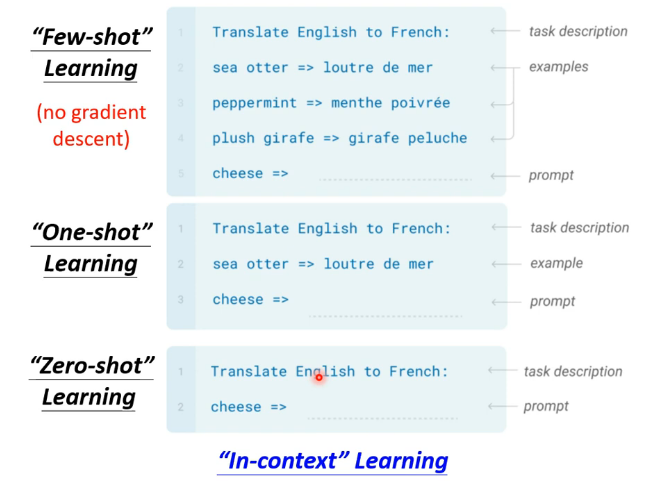 “Few-shot”
Learning
(no gradient
descent)
1 Translate English to French: task description
2 sea otter => loutre de mer examples
3 peppermint => menthe poivrée
4 plush girafe => girafe peluche
5 cheese => prompt
“One-shot”
Learning
1 Translate English to French: task description
2 sea otter => loutre de mer example
3 cheese => prompt
“Zero-shot”
Learning
1 Translate English to French: task description
2 cheese => prompt
“In-context” Learning